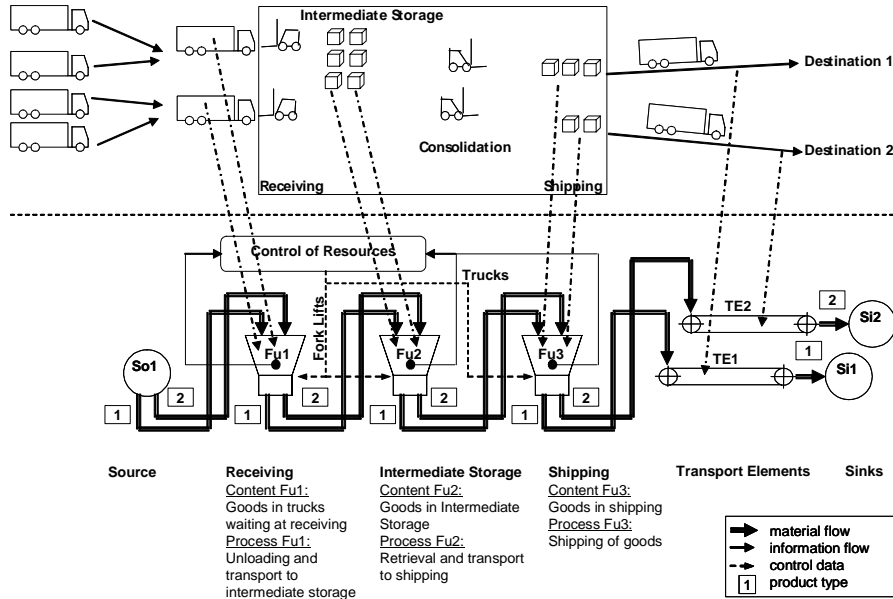 Intermediate Storage
Destination 1
Consolidation
Destination 2
Receiving
Shipping
Control of Resources
Trucks
Fork Lifts
2
TE2
Si2
Fu1
Fu2
Fu3
1
So1
TE1
Si1
2
2
2
2
1
1
1
1
Source
Receiving
Intermediate Storage
Shipping
Transport Elements
Sinks
Content Fu1:
Goods in trucks
waiting at receiving
Process Fu1:
Unloading and
transport to
intermediate storage
Content Fu2:
Goods in Intermediate
Storage
Process Fu2:
Retrieval and transport
to shipping
Content Fu3:
Goods in shipping
Process Fu3:
Shipping of goods
material flow
information flow
control data
1 product type